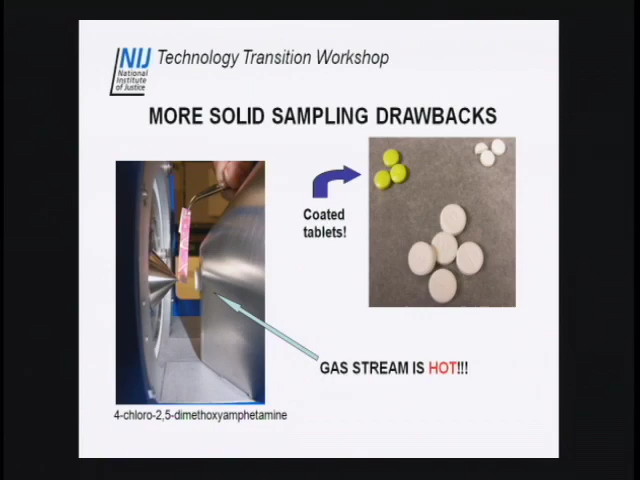 NIJ
National
Institute
of Justice
Technology Transition Workshop
MORE SOLID SAMPLING DRAWBACKS
Coated
tablets!
GAS STREAM IS HOT!!!
4-chloro-2,5-dimethoxyamphetamine